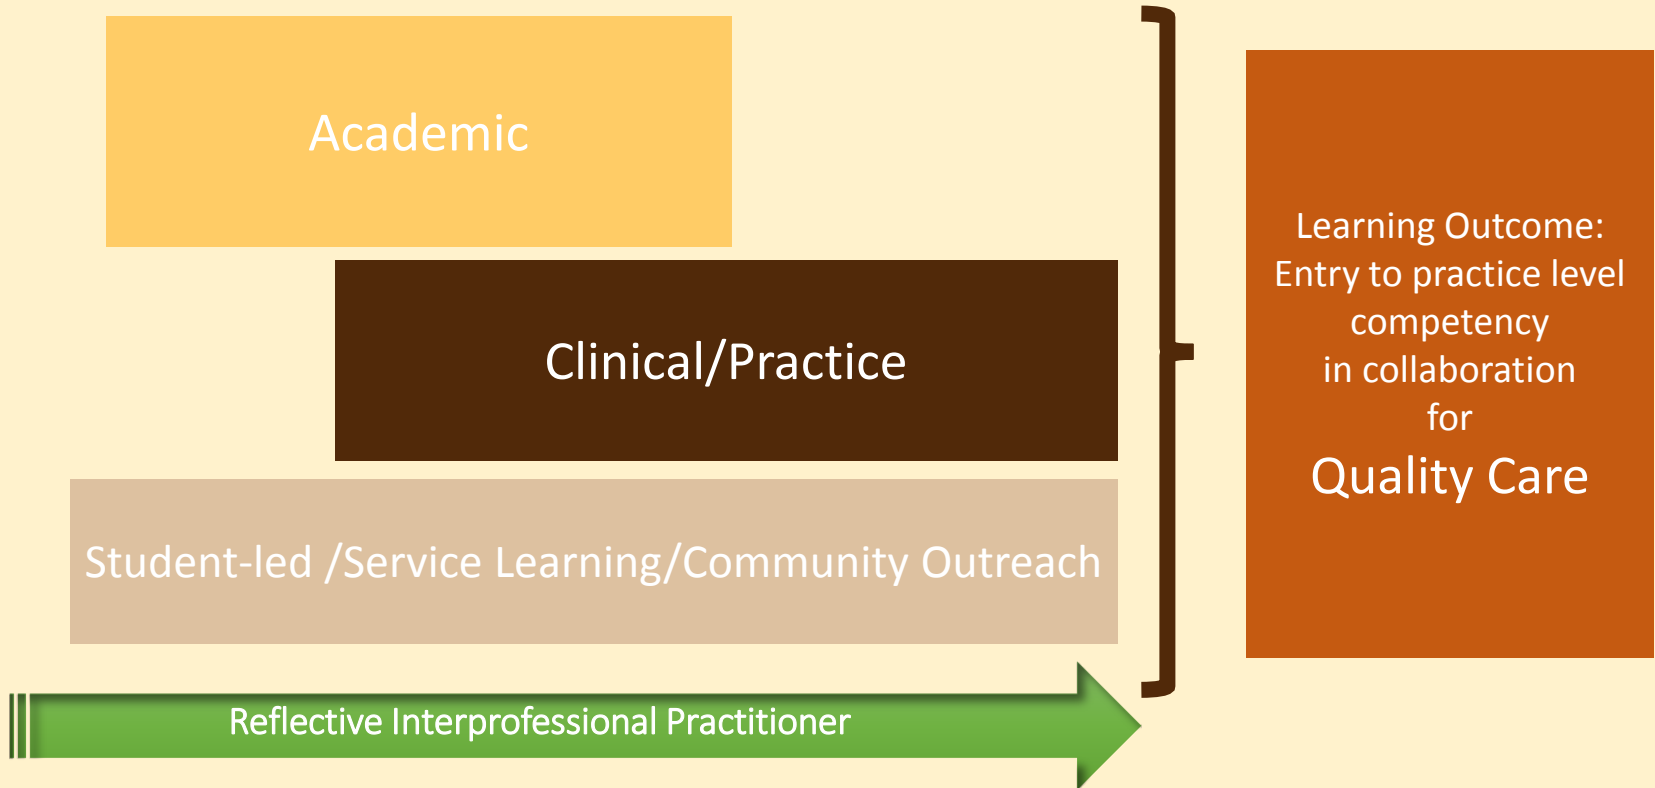 Academic
Clinical/Practice
Student-led /Service Learning/Community Outreach
Reflective Interprofessional Practitioner
Learning Outcome:
Entry to practice level
competency
in collaboration
for
Quality Care